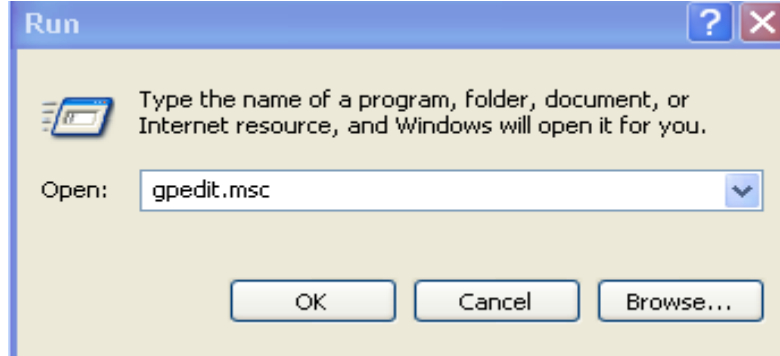 Run
Type the name of a program, folder, document, or
Internet resource, and Windows will open it for you.
Open: gpedit.msc
OK Cancel Browse...